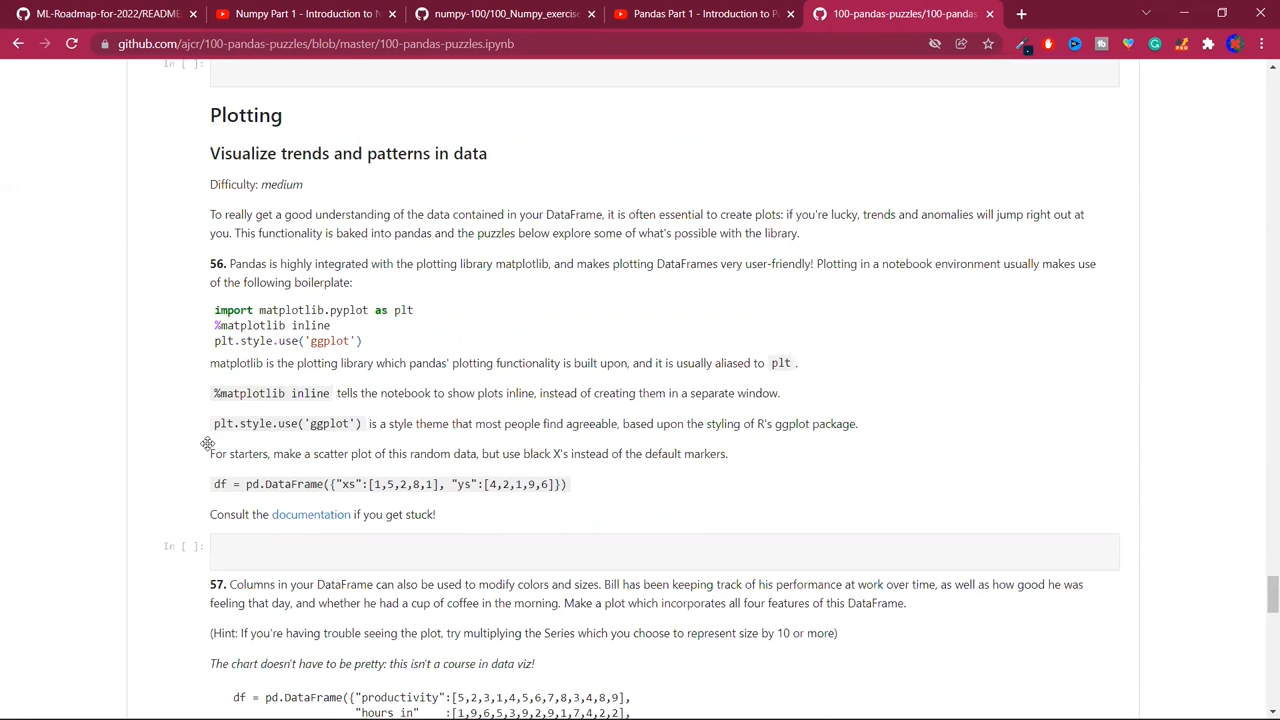 ML-Roadmap-for-2022/README.
Numpy Part 1 - Introduction to N
numpy-100/100_Numpy_exercise
Pandas Part 1 - Introduction to P
100-pandas-puzzles/100-pandas-
github.com/ajcr/100-pandas-puzzles/blob/master/100-pandas-puzzles.ipynb
In [ ]:
Plotting
Visualize trends and patterns in data
Difficulty: medium
To really get a good understanding of the data contained in your DataFrame, it is often essential to create plots: if you're lucky, trends and anomalies will jump right out at
you. This functionality is baked into pandas and the puzzles below explore some of what's possible with the library.
56. Pandas is highly integrated with the plotting library matplotlib, and makes plotting DataFrames very user-friendly! Plotting in a notebook environment usually makes use
of the following boilerplate:
import matplotlib.pyplot as plt
%matplotlib inline
plt.style.use('ggplot')
matplotlib is the plotting library which pandas' plotting functionality is built upon, and it is usually aliased to plt .
%matplotlib inline tells the notebook to show plots inline, instead of creating them in a separate window.
plt.style.use('ggplot') is a style theme that most people find agreeable, based upon the styling of R's ggplot package.
For starters, make a scatter plot of this random data, but use black X's instead of the default markers.
df = pd.DataFrame({"xs":[1,5,2,8,1], "ys":[4,2,1,9,6]})
Consult the documentation if you get stuck!
In [ ]:
57. Columns in your DataFrame can also be used to modify colors and sizes. Bill has been keeping track of his performance at work over time, as well as how good he was
feeling that day, and whether he had a cup of coffee in the morning. Make a plot which incorporates all four features of this DataFrame.
(Hint: If you're having trouble seeing the plot, try multiplying the Series which you choose to represent size by 10 or more)
The chart doesn't have to be pretty: this isn't a course in data viz!
df = pd.DataFrame({"productivity":[5,2,3,1,4,5,6,7,8,3,4,8,9],
"hours in" :[1,9,6,5,3,9,2,9,1,7,4,2,2],